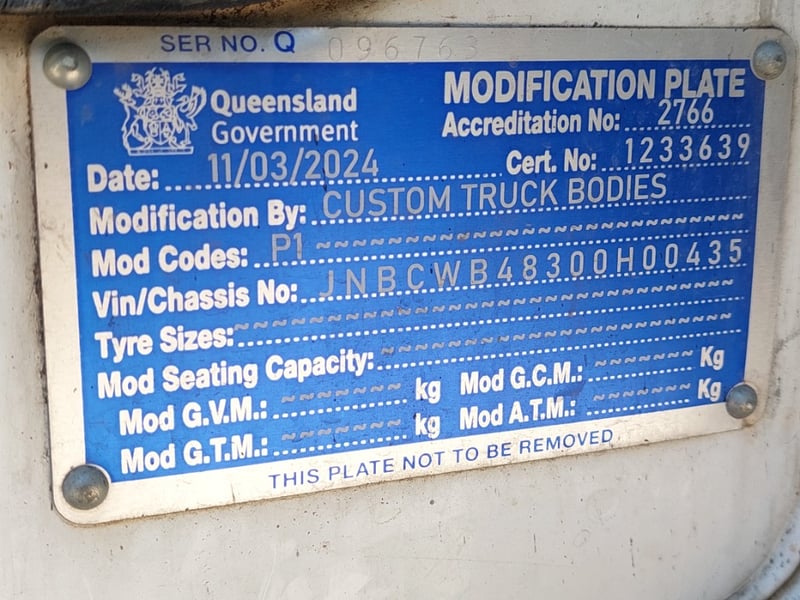 SER NO. Q 096763
Queensland Government
MODIFICATION PLATE
Accreditation No: 2766
Date: 11/03/2024 Cert. No: 1233639
Modification By: CUSTOM TRUCK BODIES
Mod Codes: P1 ~~~~~~~~~~~~~~~~~~~~~~~~~~~~
Vin/Chassis No: JNBCWB48300H00435
Tyre Sizes: ~~~~~~~~~~~~~~~~~~~~~~~~~~~~~~~~
Mod Seating Capacity: ~~~~~~~~~~~~~~~~~~~~~~
Mod G.V.M.: ~~~~~~~~ kg Mod G.C.M.: ~~~~~~~ Kg
Mod G.T.M.: ~~~~~~~~ kg Mod A.T.M.: ~~~~~~~ Kg
THIS PLATE NOT TO BE REMOVED